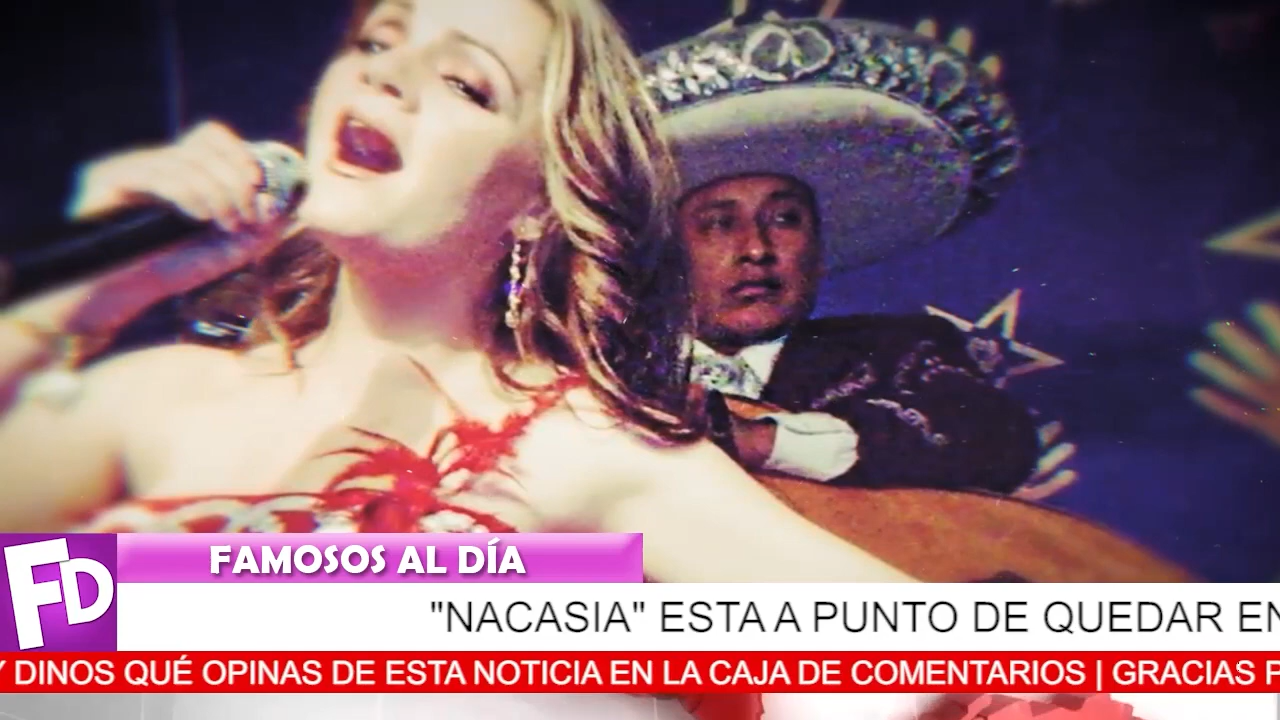 FD
FAMOSOS AL DÍA
"NACASIA" ESTA A PUNTO DE QUEDAR EN
Y DINOS QUÉ OPINAS DE ESTA NOTICIA EN LA CAJA DE COMENTARIOS | GRACIAS P